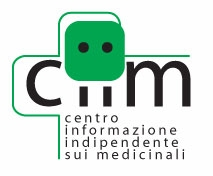 ciim
centro
informazione
indipendente
sui medicinali